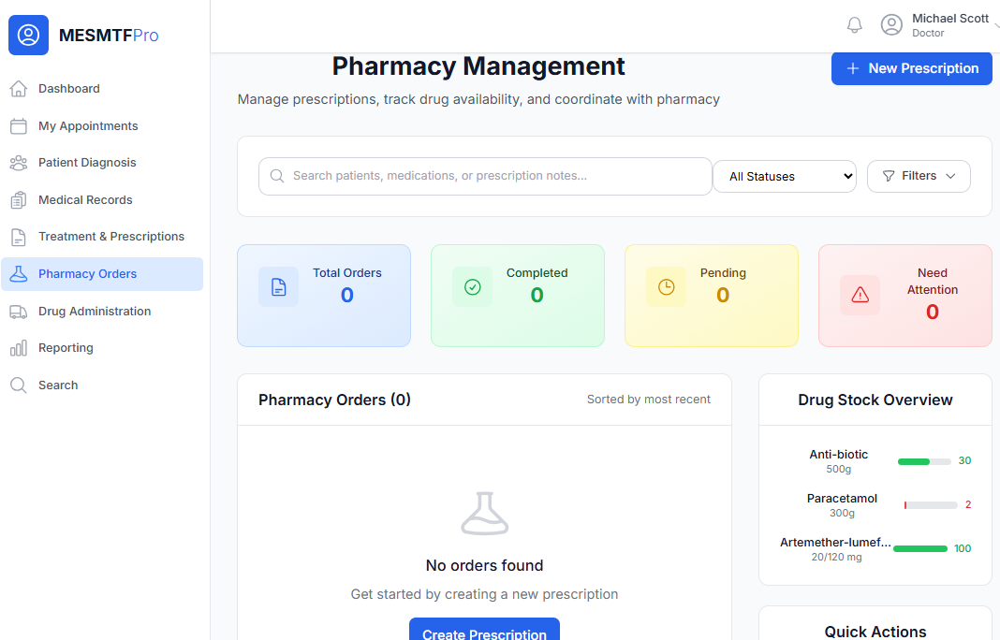 MESMTFPro
Michael Scott
Doctor
Dashboard
My Appointments
Patient Diagnosis
Medical Records
Treatment & Prescriptions
Pharmacy Orders
Drug Administration
Reporting
Search
Pharmacy Management
New Prescription
Manage prescriptions, track drug availability, and coordinate with pharmacy
Search patients, medications, or prescription notes...
All Statuses
Filters
Total Orders
0
Completed
0
Pending
0
Need
Attention
0
Pharmacy Orders (0)
Sorted by most recent
No orders found
Get started by creating a new prescription
Create Prescription
Drug Stock Overview
Anti-biotic
500g
30
Paracetamol
300g
2
Artemether-lumef...
20/120 mg
100
Quick Actions